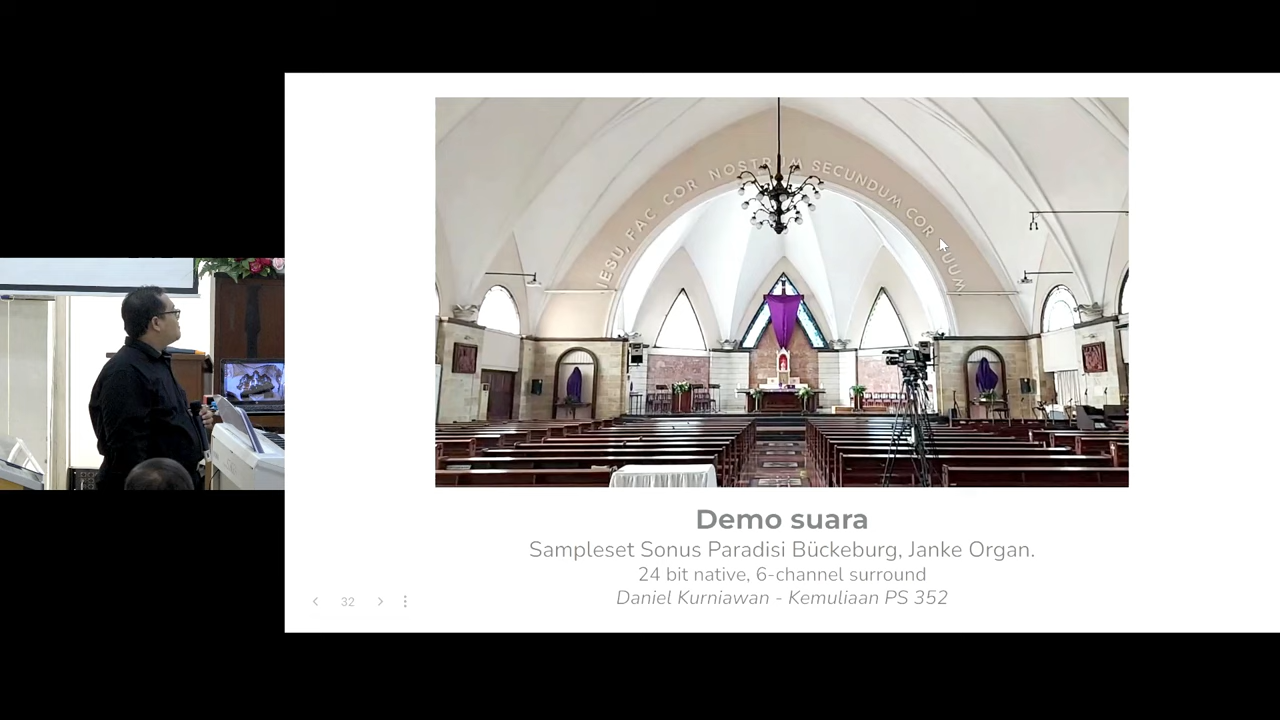 IESU, FAC COR NOSTRUM SECUNDUM COR TUUM
Demo suara
Sampleset Sonus Paradisi Bückeburg, Janke Organ.
24 bit native, 6-channel surround
Daniel Kurniawan - Kemuliaan PS 352
32